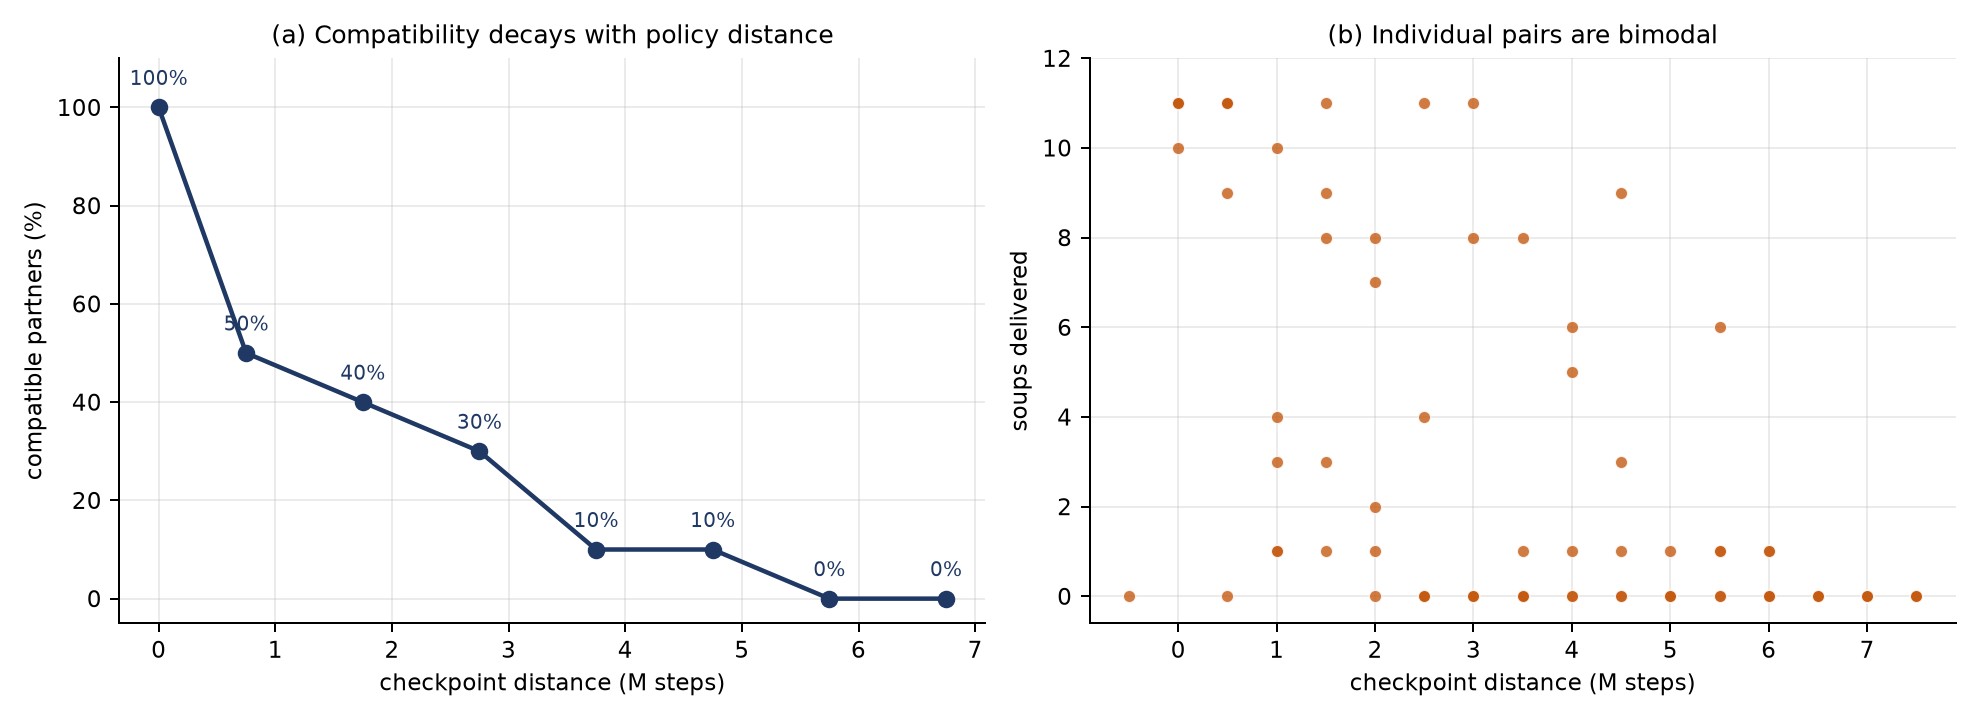 (a) Compatibility decays with policy distance
compatible partners (%)
100
80
60
40
20
0
100%
50%
40%
30%
10%
10%
0%
0%
0 1 2 3 4 5 6 7
checkpoint distance (M steps)
(b) Individual pairs are bimodal
soups delivered
12
10
8
6
4
2
0
0 1 2 3 4 5 6 7
checkpoint distance (M steps)